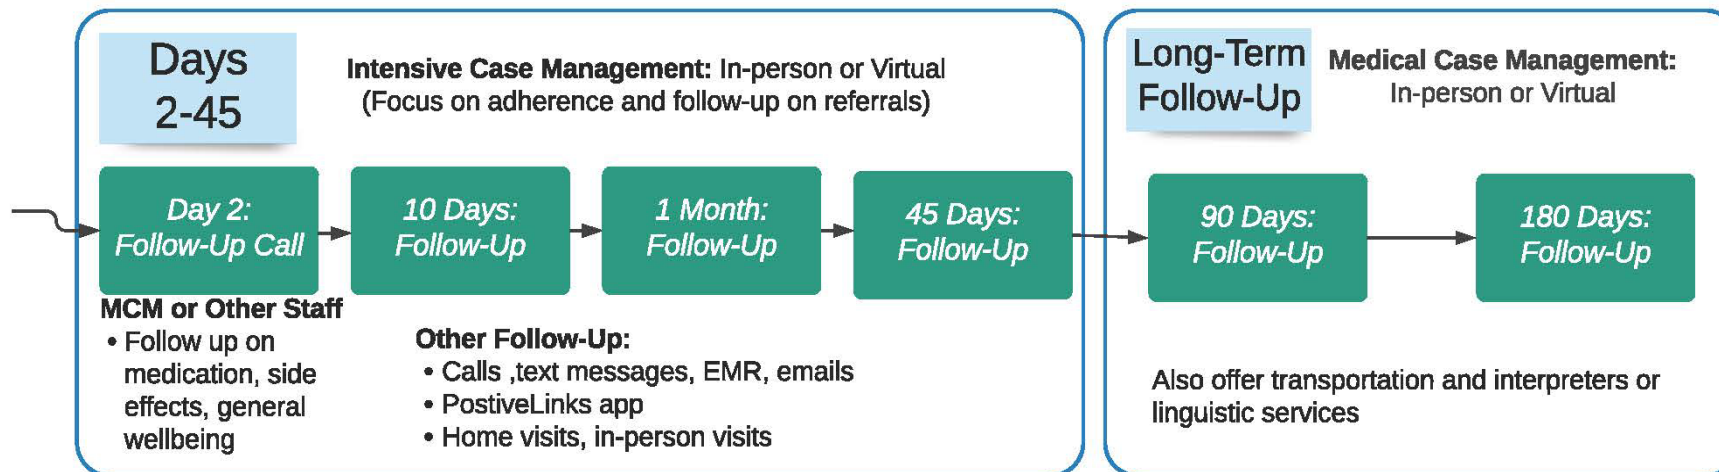 Days
2-45
Intensive Case Management: In-person or Virtual
(Focus on adherence and follow-up on referrals)
Day 2:
Follow-Up Call
10 Days:
Follow-Up
1 Month:
Follow-Up
45 Days:
Follow-Up
MCM or Other Staff
• Follow up on
medication, side
effects, general
wellbeing
Other Follow-Up:
• Calls ,text messages, EMR, emails
• PostiveLinks app
• Home visits, in-person visits
Long-Term
Follow-Up
Medical Case Management:
In-person or Virtual
90 Days:
Follow-Up
180 Days:
Follow-Up
Also offer transportation and interpreters or
linguistic services